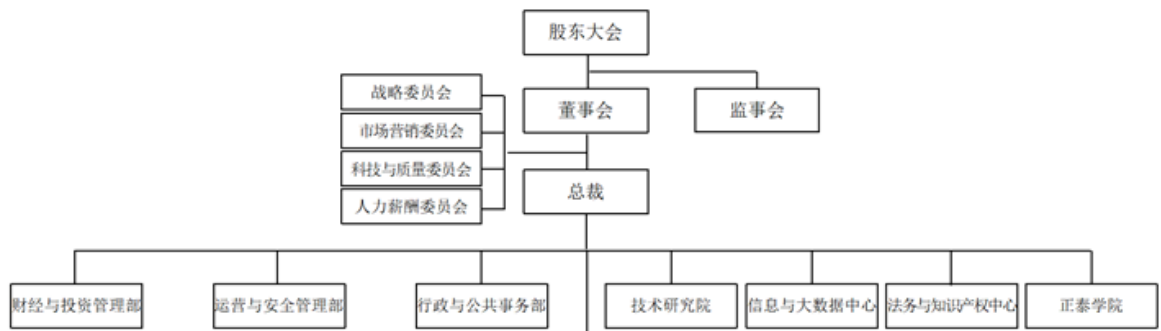 股东大会
战略委员会
董事会
监事会
市场营销委员会
科技与质量委员会
总裁
人力薪酬委员会
财经与投资管理部
运营与安全管理部
行政与公共事务部
技术研究院
信息与大数据中心
法务与知识产权中心
正泰学院